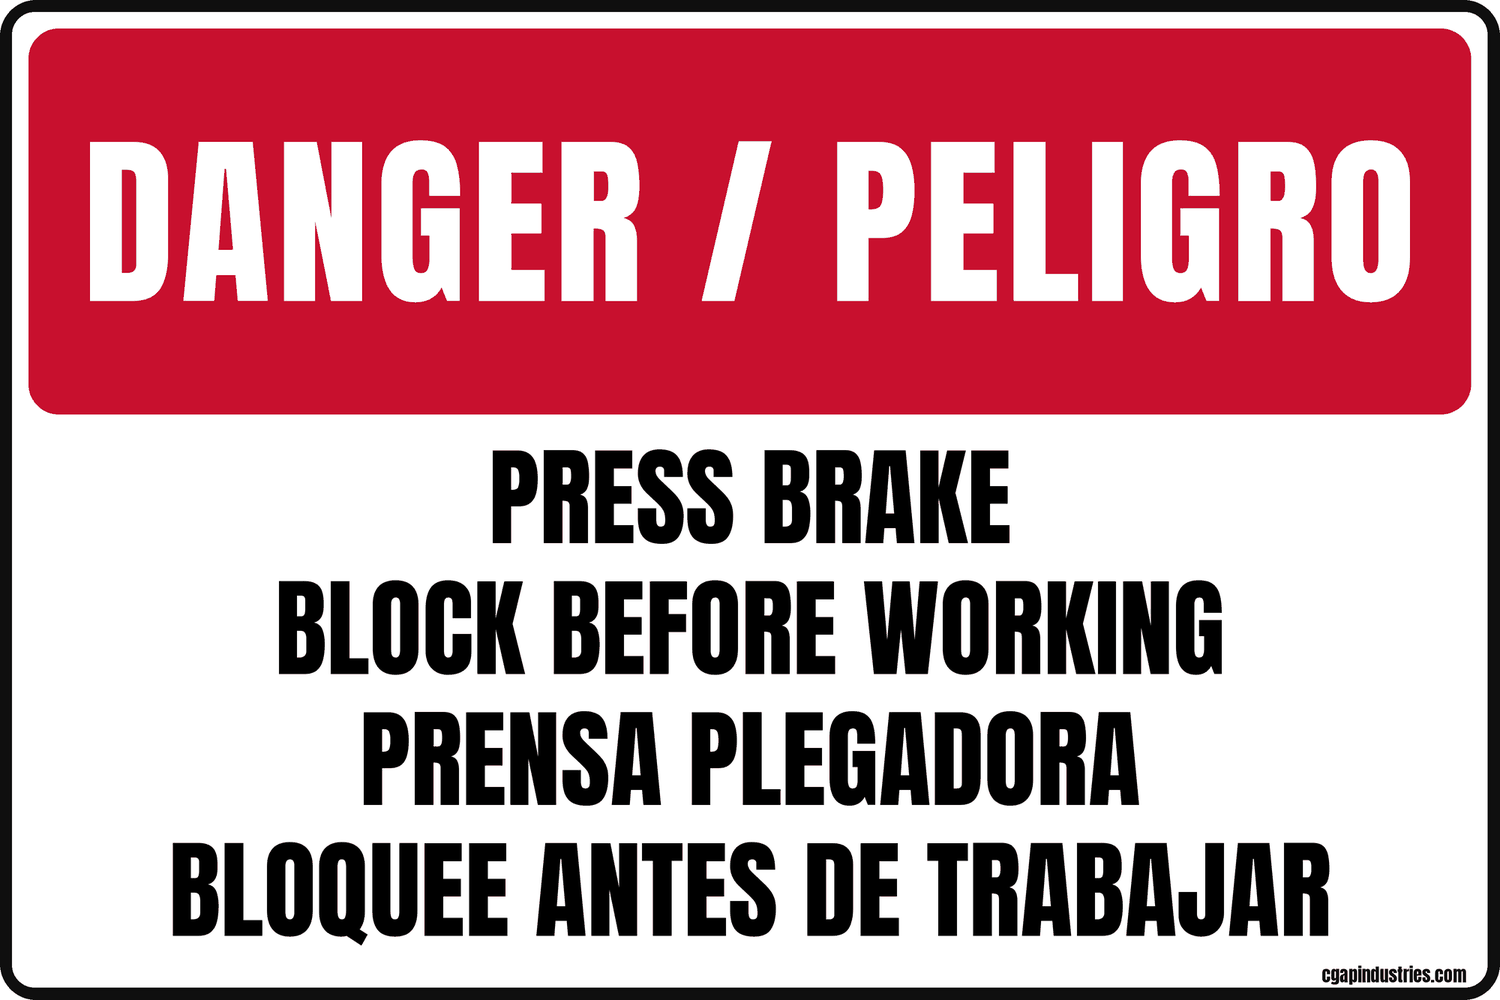 DANGER / PELIGRO
PRESS BRAKE
BLOCK BEFORE WORKING
PRENSA PLEGADORA
BLOQUEE ANTES DE TRABAJAR
cgapindustries.com